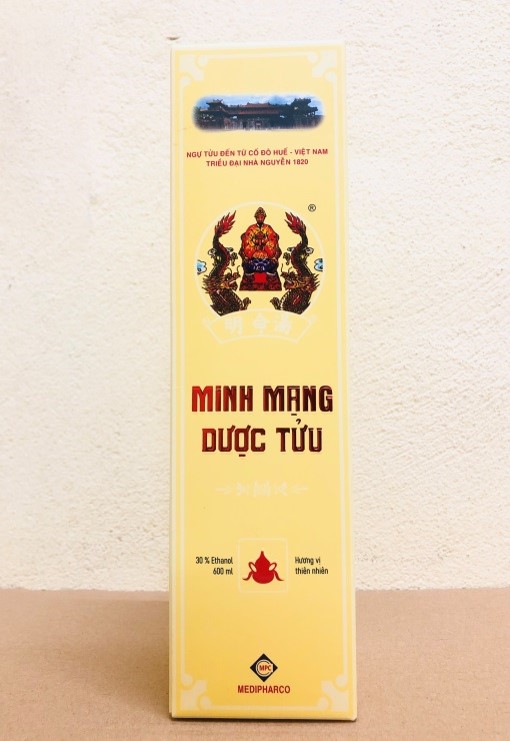 NGỰ TỬU ĐẾN TỪ CỐ ĐÔ HUẾ - VIỆT NAM
TRIỀU ĐẠI NHÀ NGUYỄN 1820
®
MINH MẠNG
DƯỢC TỬU
30 % Ethanol
600 ml
Hương vị
thiên nhiên
MPC
MEDIPHARCO